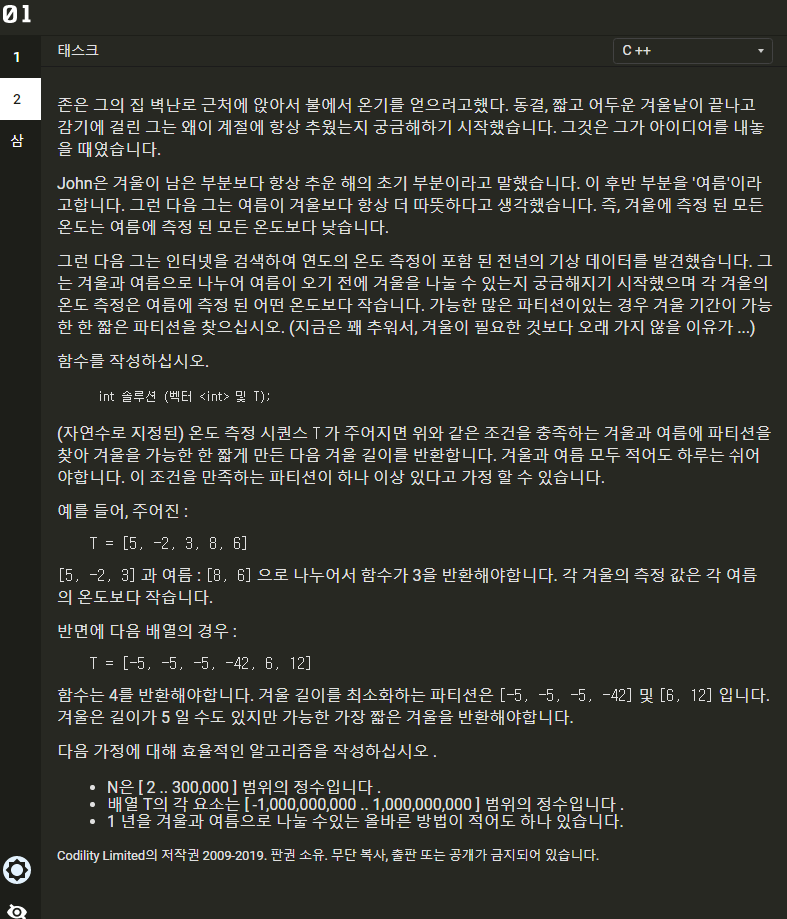 01
1
태스크
C ++
2
삼
존은 그의 집 벽난로 근처에 앉아서 불에서 온기를 얻으려고했다. 동결, 짧고 어두운 겨울날이 끝나고
감기에 걸린 그는 왜이 계절에 항상 추웠는지 궁금해하기 시작했습니다. 그것은 그가 아이디어를 내놓
을 때였습니다.
John은 겨울이 남은 부분보다 항상 추운 해의 초기 부분이라고 말했습니다. 이 후반 부분을 '여름'이라
고합니다. 그런 다음 그는 여름이 겨울보다 항상 더 따뜻하다고 생각했습니다. 즉, 겨울에 측정 된 모든
온도는 여름에 측정 된 모든 온도보다 낮습니다.
그런 다음 그는 인터넷을 검색하여 연도의 온도 측정이 포함 된 전년의 기상 데이터를 발견했습니다. 그
는 겨울과 여름으로 나누어 여름이 오기 전에 겨울을 나눌 수 있는지 궁금해지기 시작했으며 각 겨울의
온도 측정은 여름에 측정 된 어떤 온도보다 작습니다. 가능한 많은 파티션이있는 경우 겨울 기간이 가능
한 한 짧은 파티션을 찾으십시오. (지금은 꽤 추워서, 겨울이 필요한 것보다 오래 가지 않을 이유가 ...)
함수를 작성하십시오.
int 솔루션 (벡터 <int> 및 T);
(자연수로 지정된) 온도 측정 시퀀스 T 가 주어지면 위와 같은 조건을 충족하는 겨울과 여름에 파티션을
찾아 겨울을 가능한 한 짧게 만든 다음 겨울 길이를 반환합니다. 겨울과 여름 모두 적어도 하루는 쉬어
야합니다. 이 조건을 만족하는 파티션이 하나 이상 있다고 가정 할 수 있습니다.
예를 들어, 주어진 :
T = [5, -2, 3, 8, 6]
[5, -2, 3] 과 여름 : [8, 6] 으로 나누어서 함수가 3을 반환해야합니다. 각 겨울의 측정 값은 각 여름
의 온도보다 작습니다.
반면에 다음 배열의 경우 :
T = [-5, -5, -5, -42, 6, 12]
함수는 4를 반환해야합니다. 겨울 길이를 최소화하는 파티션은 [-5, -5, -5, -42] 및 [6, 12] 입니다.
겨울은 길이가 5 일 수도 있지만 가능한 가장 짧은 겨울을 반환해야합니다.
다음 가정에 대해 효율적인 알고리즘을 작성하십시오 .
• N은 [ 2 .. 300,000 ] 범위의 정수입니다 .
• 배열 T의 각 요소는 [ -1,000,000,000 .. 1,000,000,000 ] 범위의 정수입니다 .
• 1 년을 겨울과 여름으로 나눌 수있는 올바른 방법이 적어도 하나 있습니다.
Codility Limited의 저작권 2009-2019. 판권 소유. 무단 복사, 출판 또는 공개가 금지되어 있습니다.